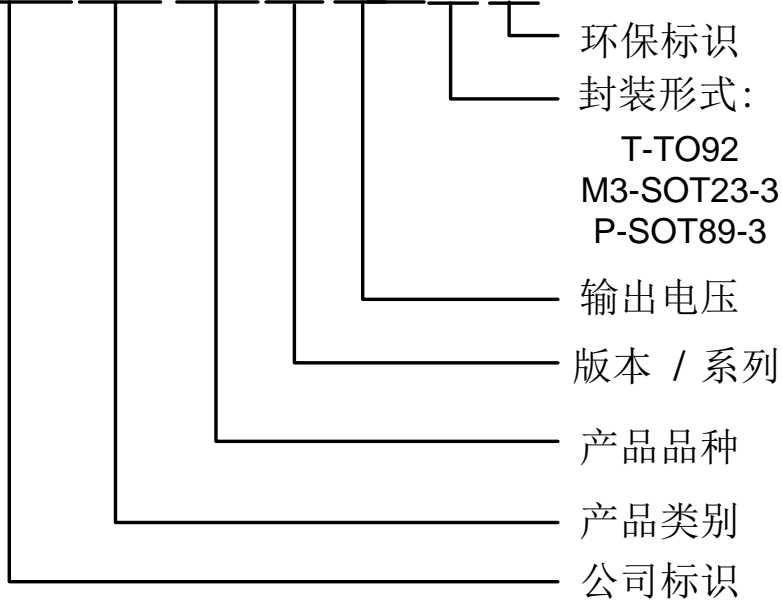 环保标识
封装形式:
T-TO92
M3-SOT23-3
P-SOT89-3
输出电压
版本 / 系列
产品品种
产品类别
公司标识